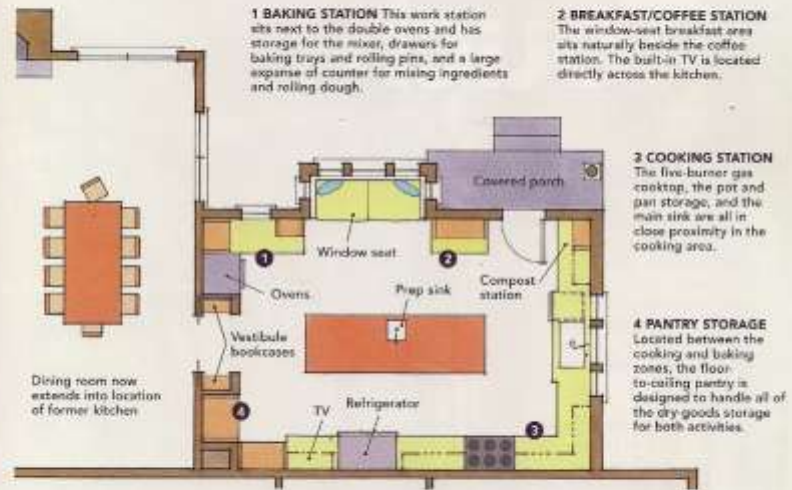 1 BAKING STATION This work station
sits next to the double ovens and has
storage for the mixer, drawers for
baking trays and rolling pins, and a large
expanse of counter for mixing ingredients
and rolling dough.
2 BREAKFAST/COFFEE STATION
The window-seat breakfast area
sits naturally beside the coffee
station. The built-in TV is located
directly across the kitchen.
3 COOKING STATION
The five-burner gas
cooktop, the pot and
pan storage, and the
main sink are all in
close proximity in the
cooking area.
4 PANTRY STORAGE
Located between the
cooking and baking
zones, the floor-
to-ceiling pantry is
designed to handle all of
the dry-goods storage
for both activities.
Covered porch
1
Window seat
2
Compost
station
Ovens
Prep sink
Vestibule
bookcases
Dining room now
extends into location
of former kitchen
4
TV
Refrigerator
3